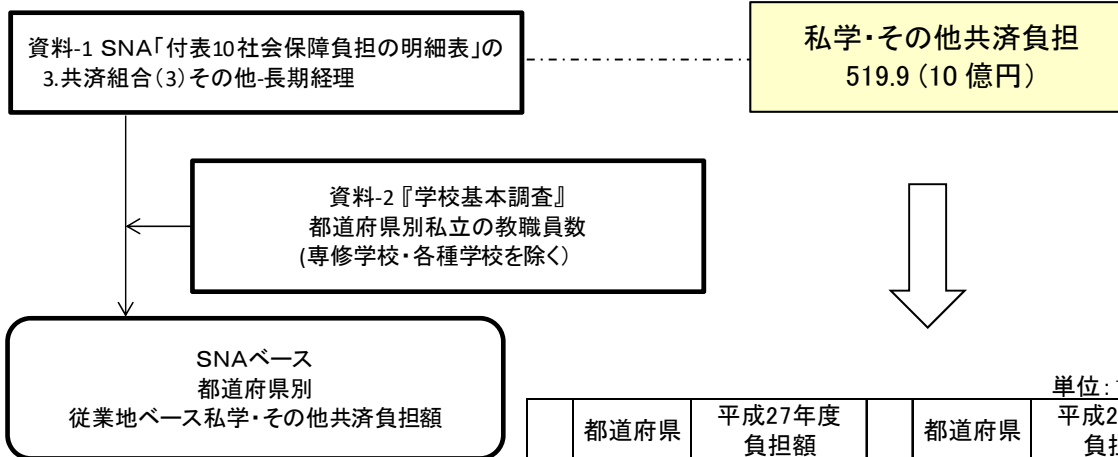 資料-1 SNA「付表10社会保障負担の明細表」の
3.共済組合(3)その他-長期経理
私学・その他共済負担
519.9（10 億円）
資料-2『学校基本調査』
都道府県別私立の教職員数
(専修学校・各種学校を除く)
SNAベース
都道府県別
従業地ベース私学・その他共済負担額
単位:
都道府県 平成27年度 都道府県 平成2
負担額